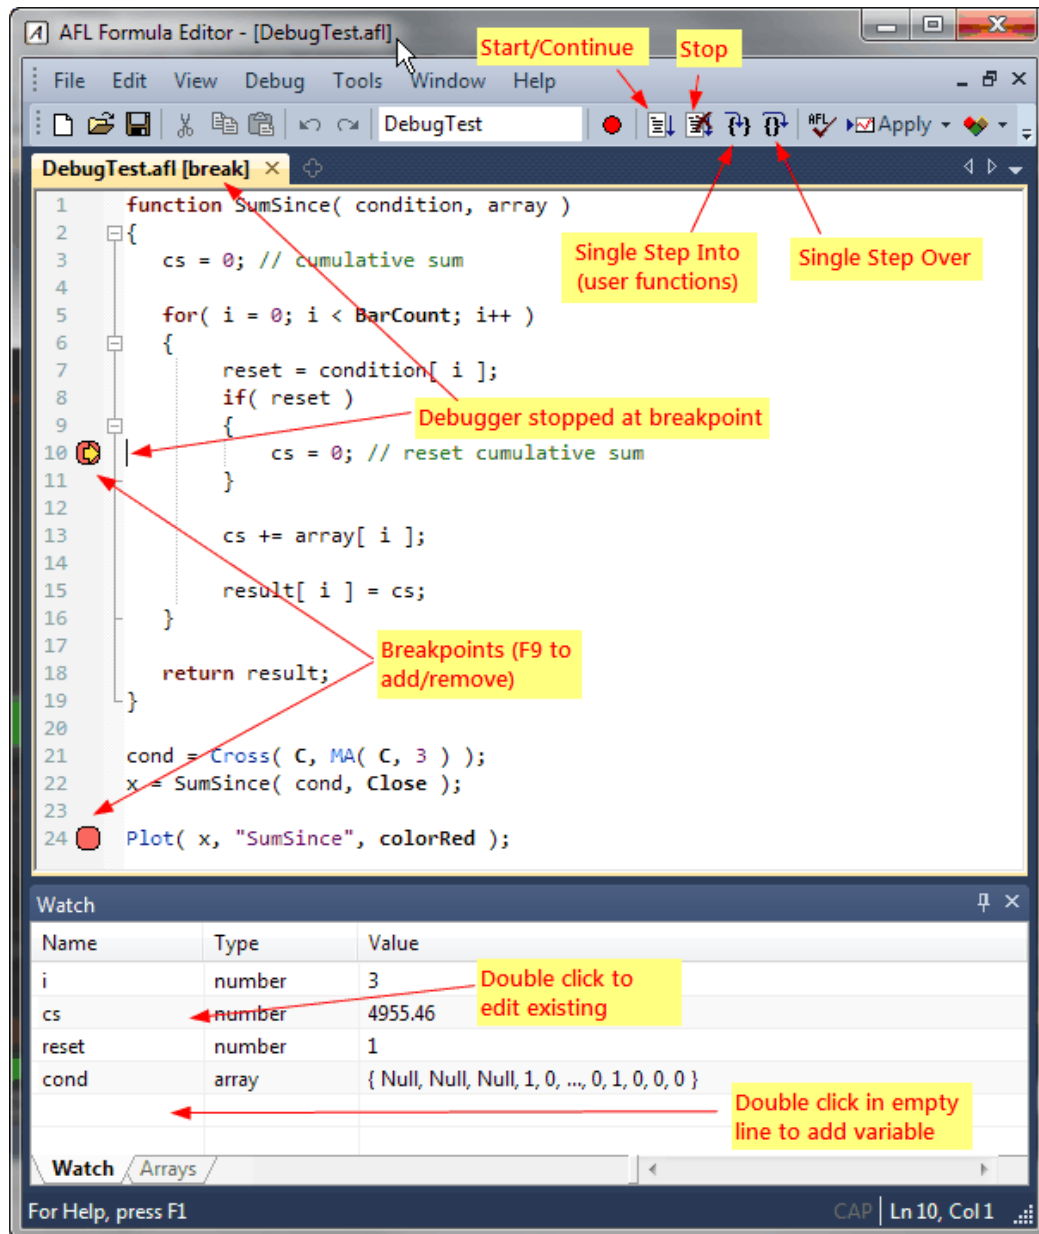 AFL Formula Editor - [DebugTest.afl]
Start/Continue
Stop
File Edit View Debug Tools Window Help
DebugTest
AFL
Apply
DebugTest.afl [break]
1 function SumSince( condition, array )
2 {
3 cs = 0; // cumulative sum
4
5 for( i = 0; i < BarCount; i++ )
6 {
7 reset = condition[ i ];
8 if( reset )
9 {
10 cs = 0; // reset cumulative sum
11 }
12
13 cs += array[ i ];
14
15 result[ i ] = cs;
16 }
17
18 return result;
19 }
20
21 cond = Cross( C, MA( C, 3 ) );
22 x = SumSince( cond, Close );
23
24 Plot( x, "SumSince", colorRed );
Single Step Into
(user functions)
Single Step Over
Debugger stopped at breakpoint
Breakpoints (F9 to
add/remove)
Watch
Name Type Value
i number 3
cs number 4955.46
reset number 1
cond array { Null, Null, Null, 1, 0, ..., 0, 1, 0, 0, 0 }
Double click to
edit existing
Double click in empty
line to add variable
Watch Arrays
For Help, press F1
CAP Ln 10, Col 1